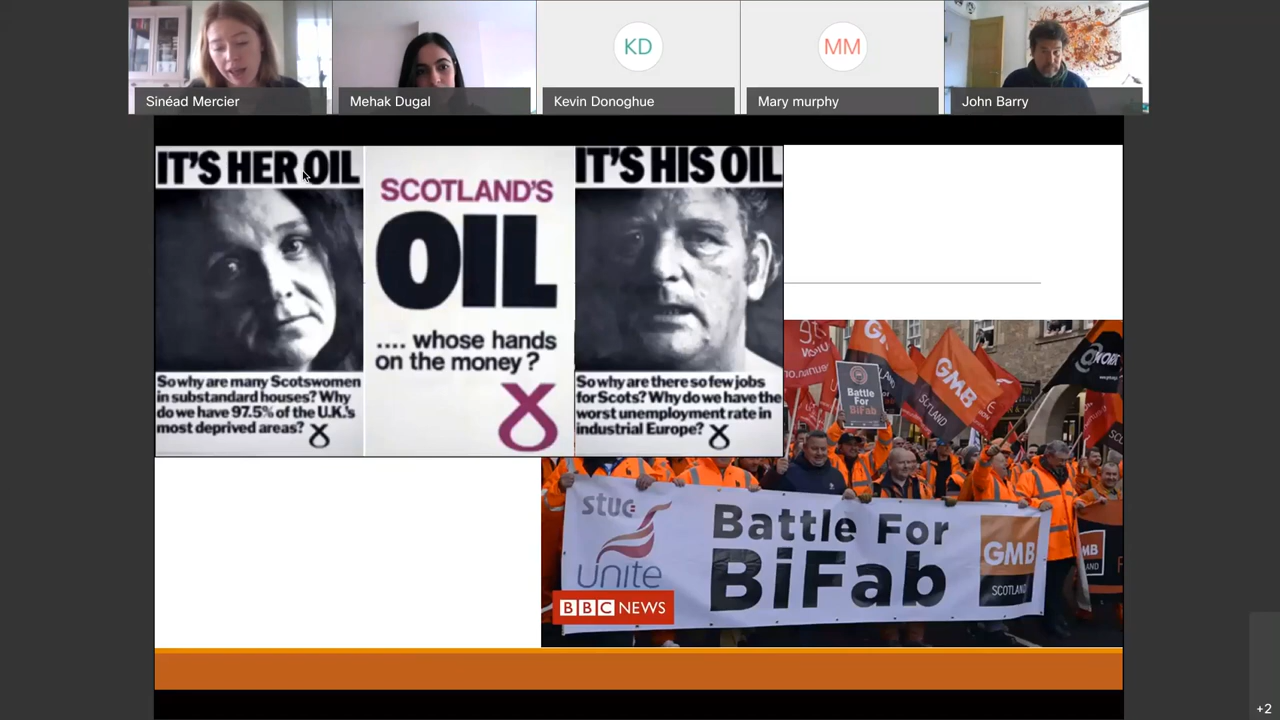 KD
MM
Sinéad Mercier
Mehak Dugal
Kevin Donoghue
Mary murphy
John Barry
IT'S HER OIL
So why are many Scotswomen
in substandard houses? Why
do we have 97.5% of the U.K.'s
most deprived areas?
SCOTLAND'S
OIL
.... whose hands
on the money?
IT'S HIS OIL
So why are there so few jobs
for Scots? Why do we have the
worst unemployment rate in
industrial Europe?
GMB
SCOTLAND
Battle
For
BiFab
STUC
unite
Battle For
BiFab
GMB
SCOTLAND
BBC NEWS
+2